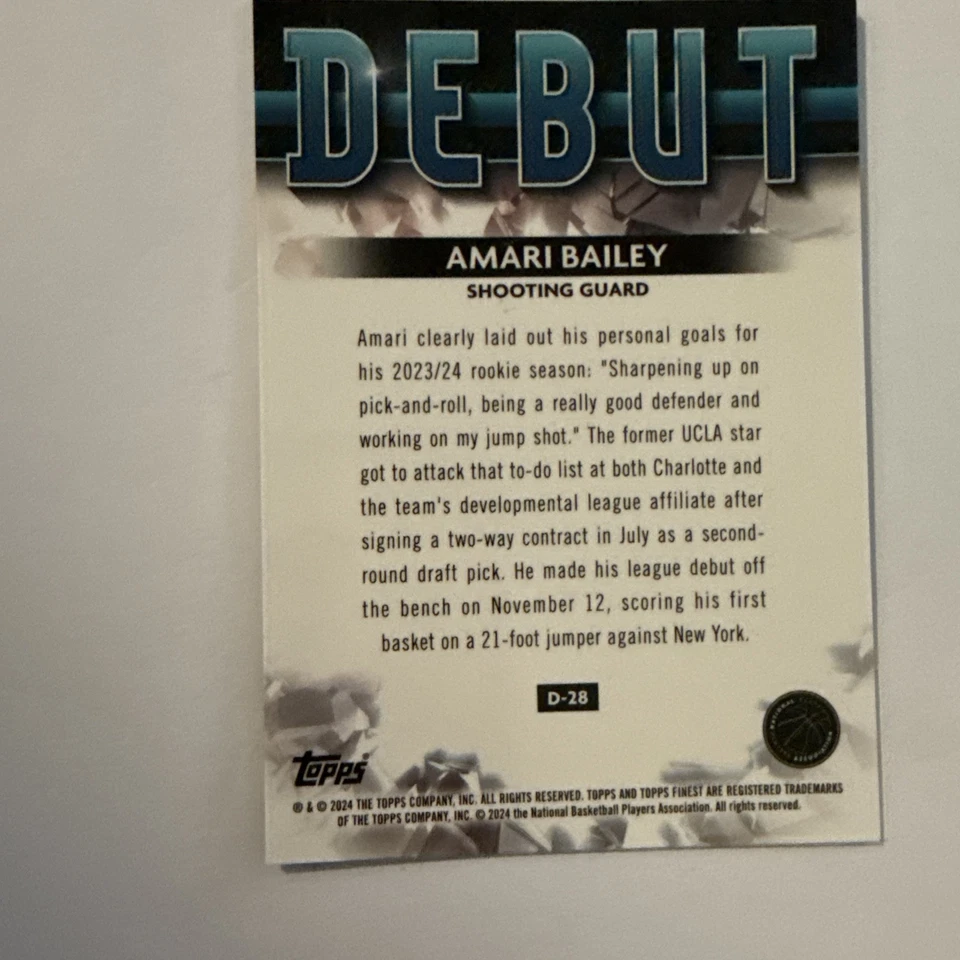 DEBUT
AMARI BAILEY
SHOOTING GUARD
Amari clearly laid out his personal goals for
his 2023/24 rookie season: "Sharpening up on
pick-and-roll, being a really good defender and
working on my jump shot." The former UCLA star
got to attack that to-do list at both Charlotte and
the team's developmental league affiliate after
signing a two-way contract in July as a second-
round draft pick. He made his league debut off
the bench on November 12, scoring his first
basket on a 21-foot jumper against New York.
D-28
topps
® & © 2024 THE TOPPS COMPANY, INC. ALL RIGHTS RESERVED. TOPPS AND TOPPS FINEST ARE REGISTERED TRADEMARKS
OF THE TOPPS COMPANY, INC. © 2024 the National Basketball Players Association. All rights reserved.
NATIONAL
ASSOCIATION